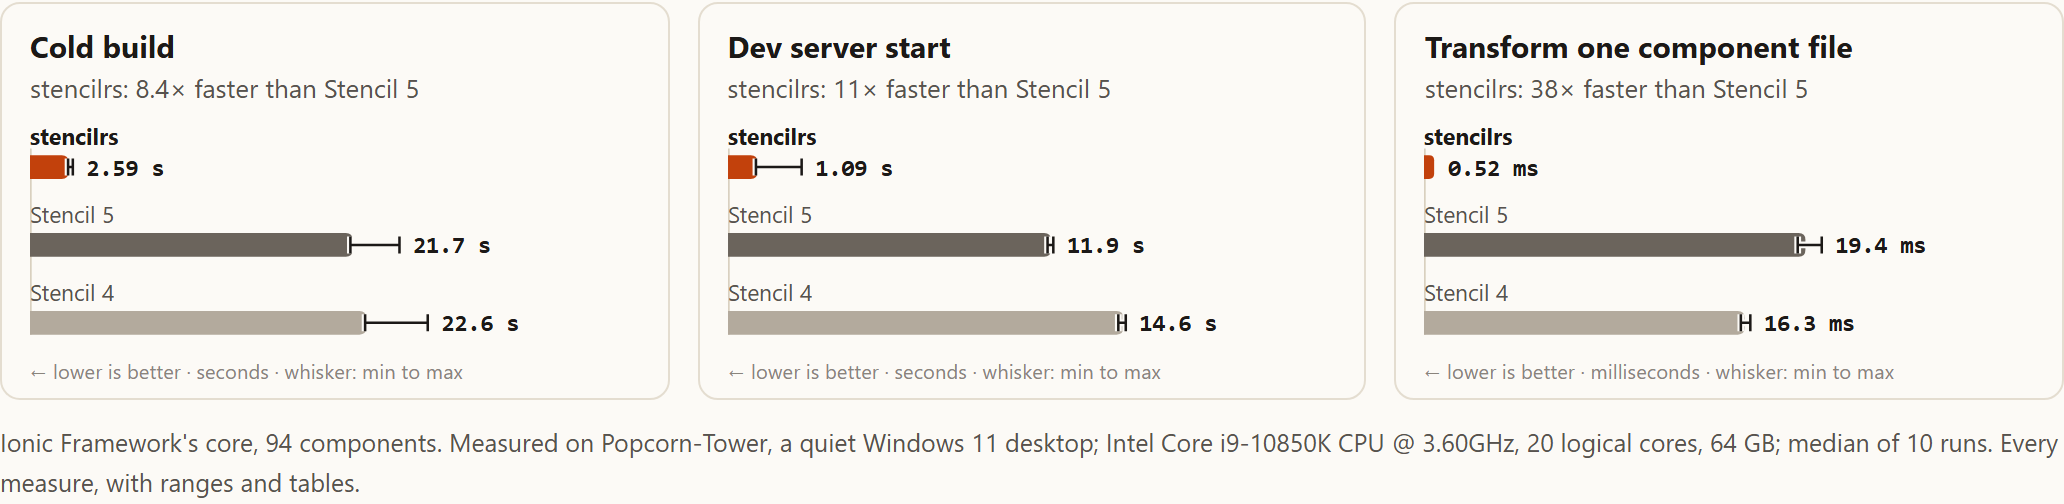 Cold build
stencilrs: 8.4× faster than Stencil 5
stencilrs
2.59 s
Stencil 5
21.7 s
Stencil 4
22.6 s
← lower is better · seconds · whisker: min to max
Dev server start
stencilrs: 11× faster than Stencil 5
stencilrs
1.09 s
Stencil 5
11.9 s
Stencil 4
14.6 s
← lower is better · seconds · whisker: min to max
Transform one component file
stencilrs: 38× faster than Stencil 5
stencilrs
0.52 ms
Stencil 5
19.4 ms
Stencil 4
16.3 ms
← lower is better · milliseconds · whisker: min to max
Ionic Framework's core, 94 components. Measured on Popcorn-Tower, a quiet Windows 11 desktop; Intel Core i9-10850K CPU @ 3.60GHz, 20 logical cores, 64 GB; median of 10 runs. Every
measure, with ranges and tables.